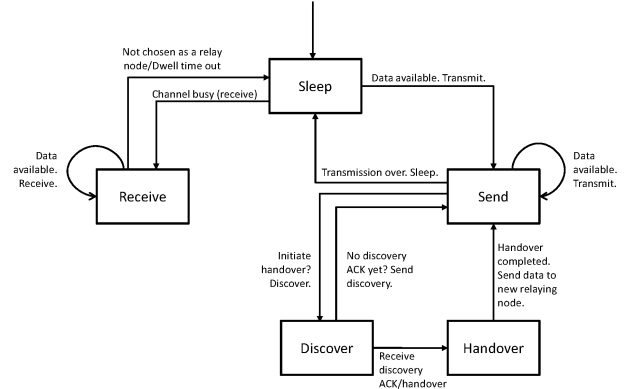 Not chosen as a relay
node/Dwell time out
Sleep
Data available. Transmit.
Channel busy (receive)
Data
available.
Receive.
Receive
Transmission over. Sleep.
Send
Data
available.
Transmit.
Initiate
handover?
Discover.
No discovery
ACK yet? Send
discovery.
Handover
completed.
Send data to
new relaying
node.
Discover
Receive
discovery
ACK/handover
Handover